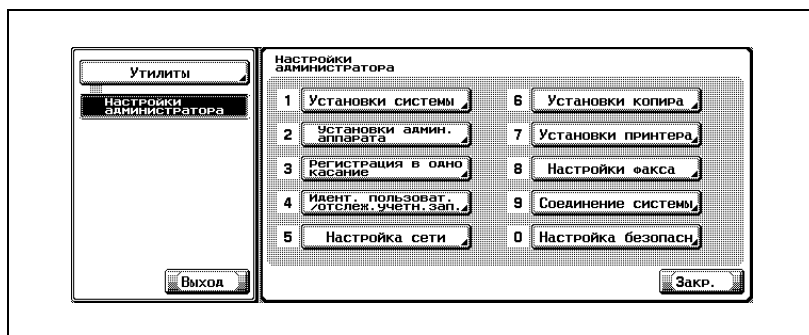 Утилиты
Настройки
администратора
Выход
Настройки
администратора
1 Установки системы
2 Установки админ.
аппарата
3 Регистрация в одно
касание
4 Идент. пользоват.
/отслеж.учетн.зап.
5 Настройка сети
6 Установки копира
7 Установки принтера
8 Настройки факса
9 Соединение системы
0 Настройка безопасн
Закр.